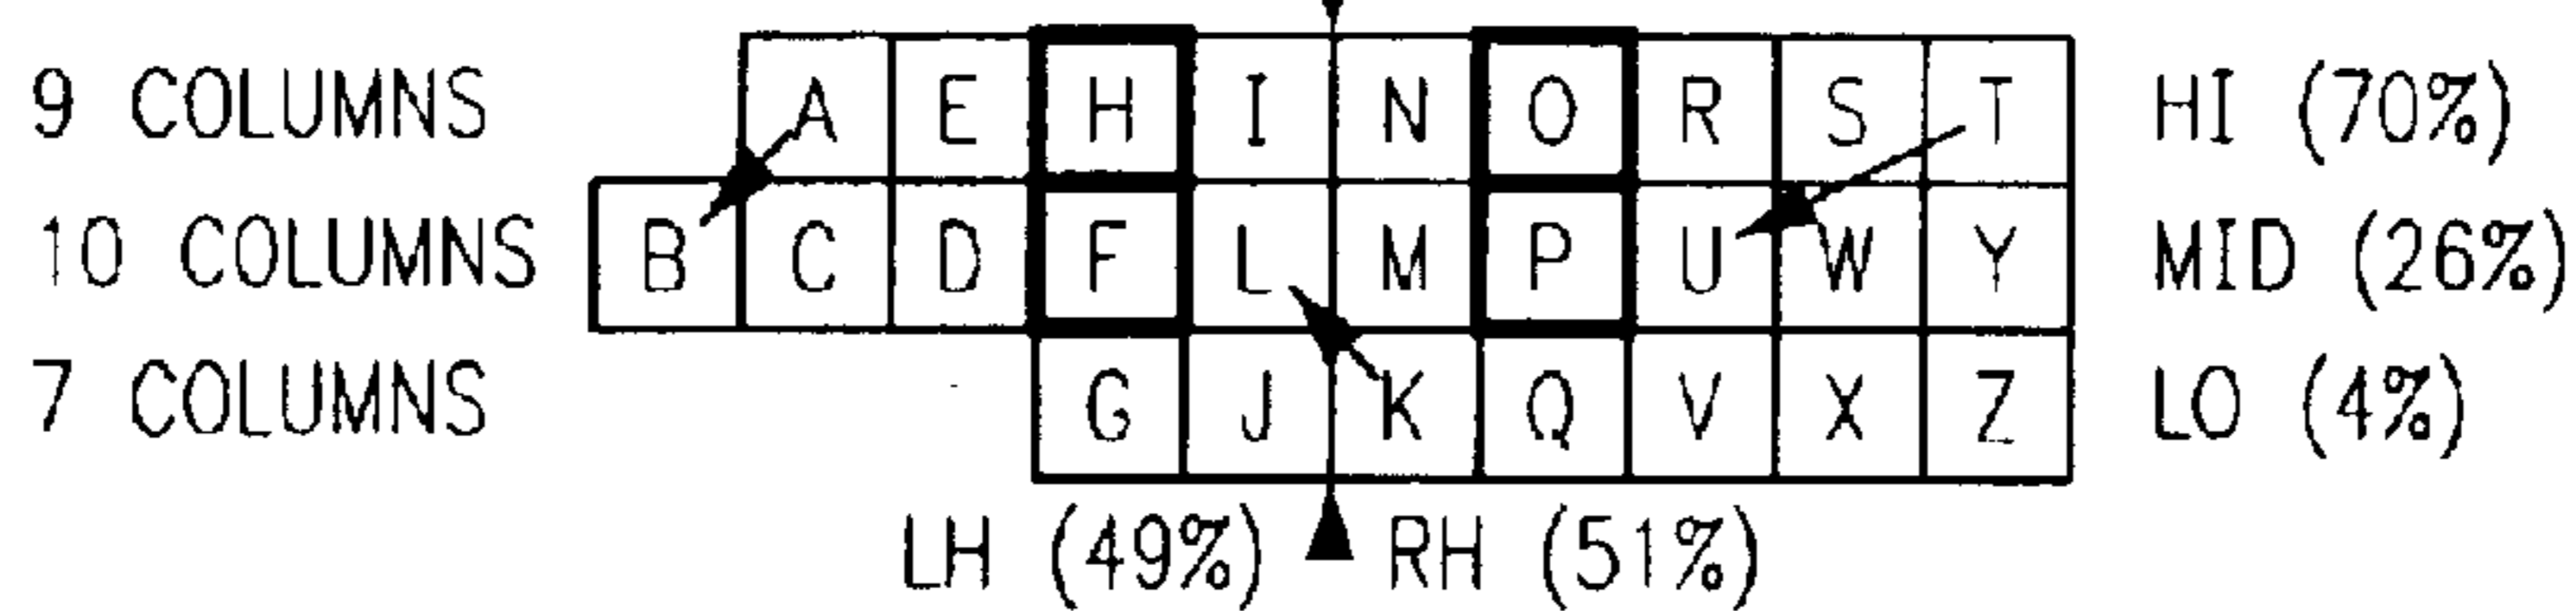 9 COLUMNS A E H I N O R S T HI (70%)
10 COLUMNS B C D F L M P U W Y MID (26%)
7 COLUMNS G J K Q V X Z LO (4%)
LH (49%) RH (51%)